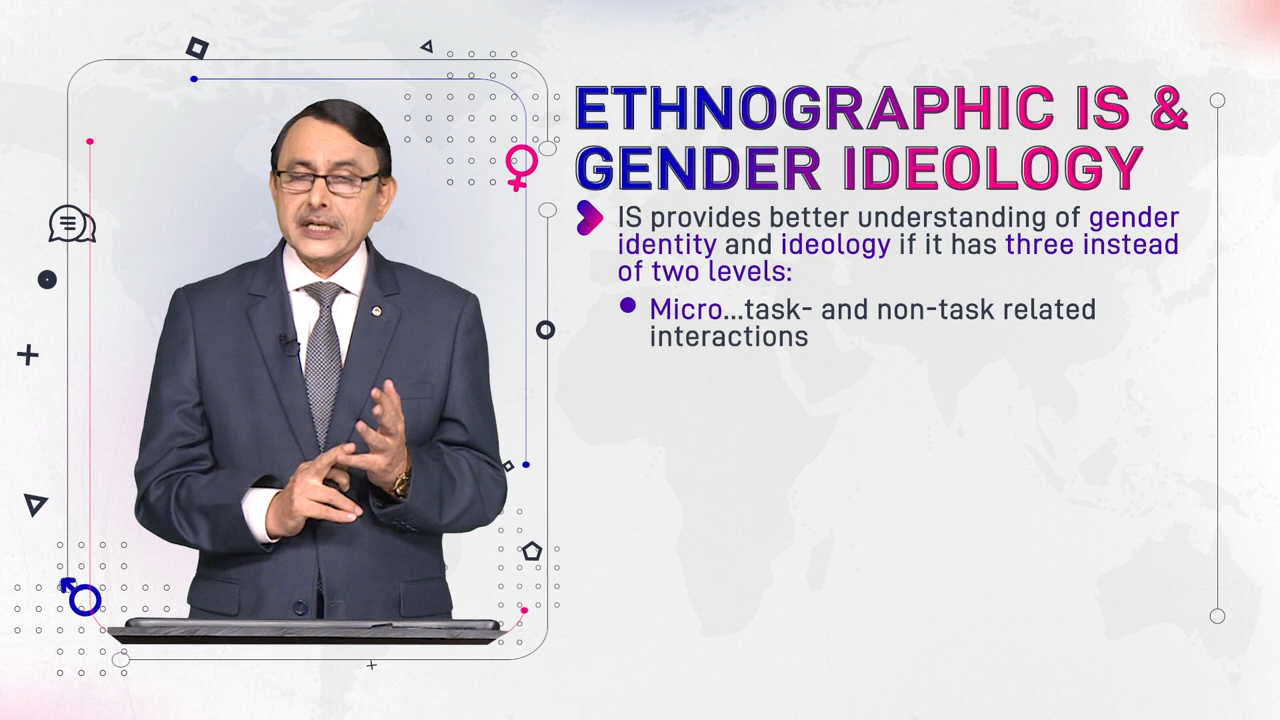 ETHNOGRAPHIC IS &
GENDER IDEOLOGY
IS provides better understanding of gender
identity and ideology if it has three instead
of two levels:
Micro...task- and non-task related
interactions